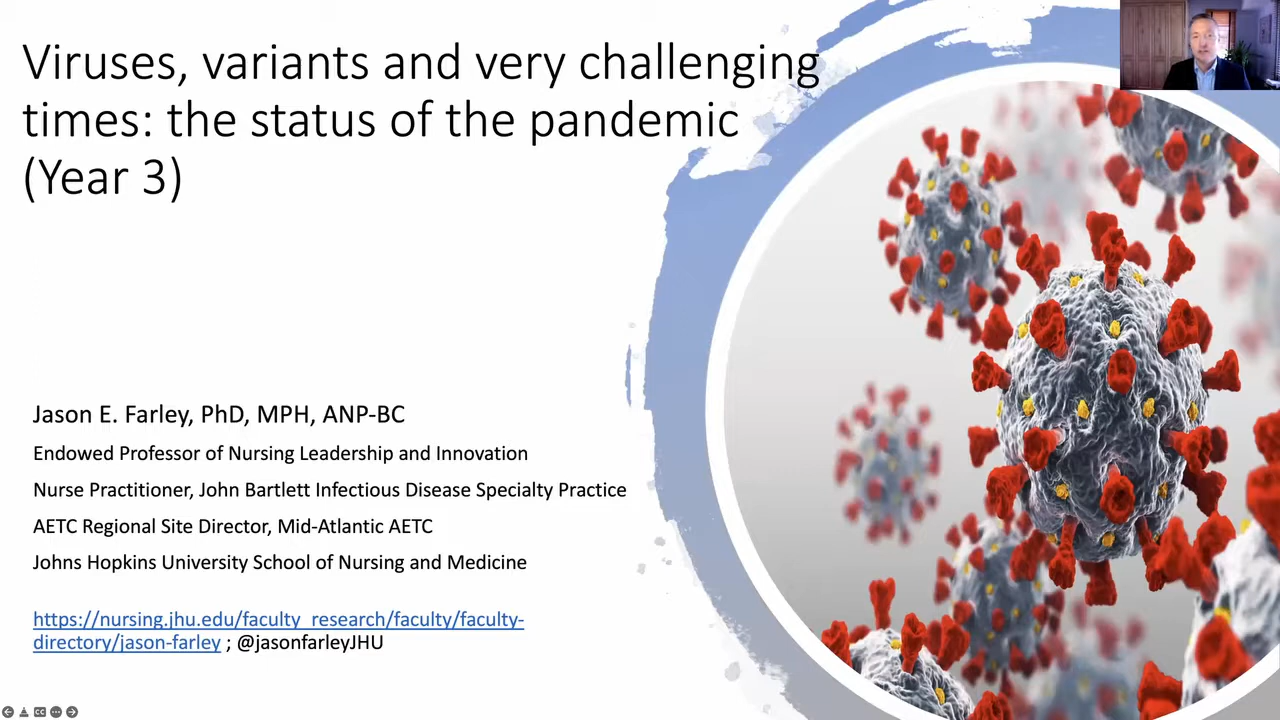 Viruses, variants and very challenging
times: the status of the pandemic
(Year 3)
Jason E. Farley, PhD, MPH, ANP-BC
Endowed Professor of Nursing Leadership and Innovation
Nurse Practitioner, John Bartlett Infectious Disease Specialty Practice
AETC Regional Site Director, Mid-Atlantic AETC
Johns Hopkins University School of Nursing and Medicine
https://nursing.jhu.edu/faculty_research/faculty/faculty-
directory/jason-farley ; @jasonfarleyJHU
CC